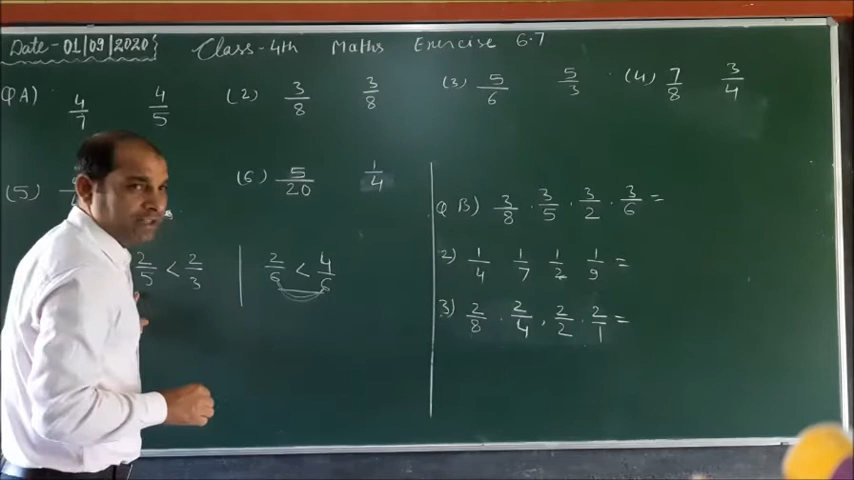 Date - 01/09/2020 Class - 4th Maths Exercise 6.7
Q A) 4/7 4/5 (2) 3/8 3/8 (3) 5/6 5/3 (4) 7/8 3/4
(5) (6) 5/20 1/4
2/5 < 2/3 2/6 < 4/6
Q B) 3/8 . 3/5 . 3/2 . 3/6 =
2) 1/4 1/7 1/2 1/9 =
3) 2/8 . 2/4 , 2/2 . 2/1 =